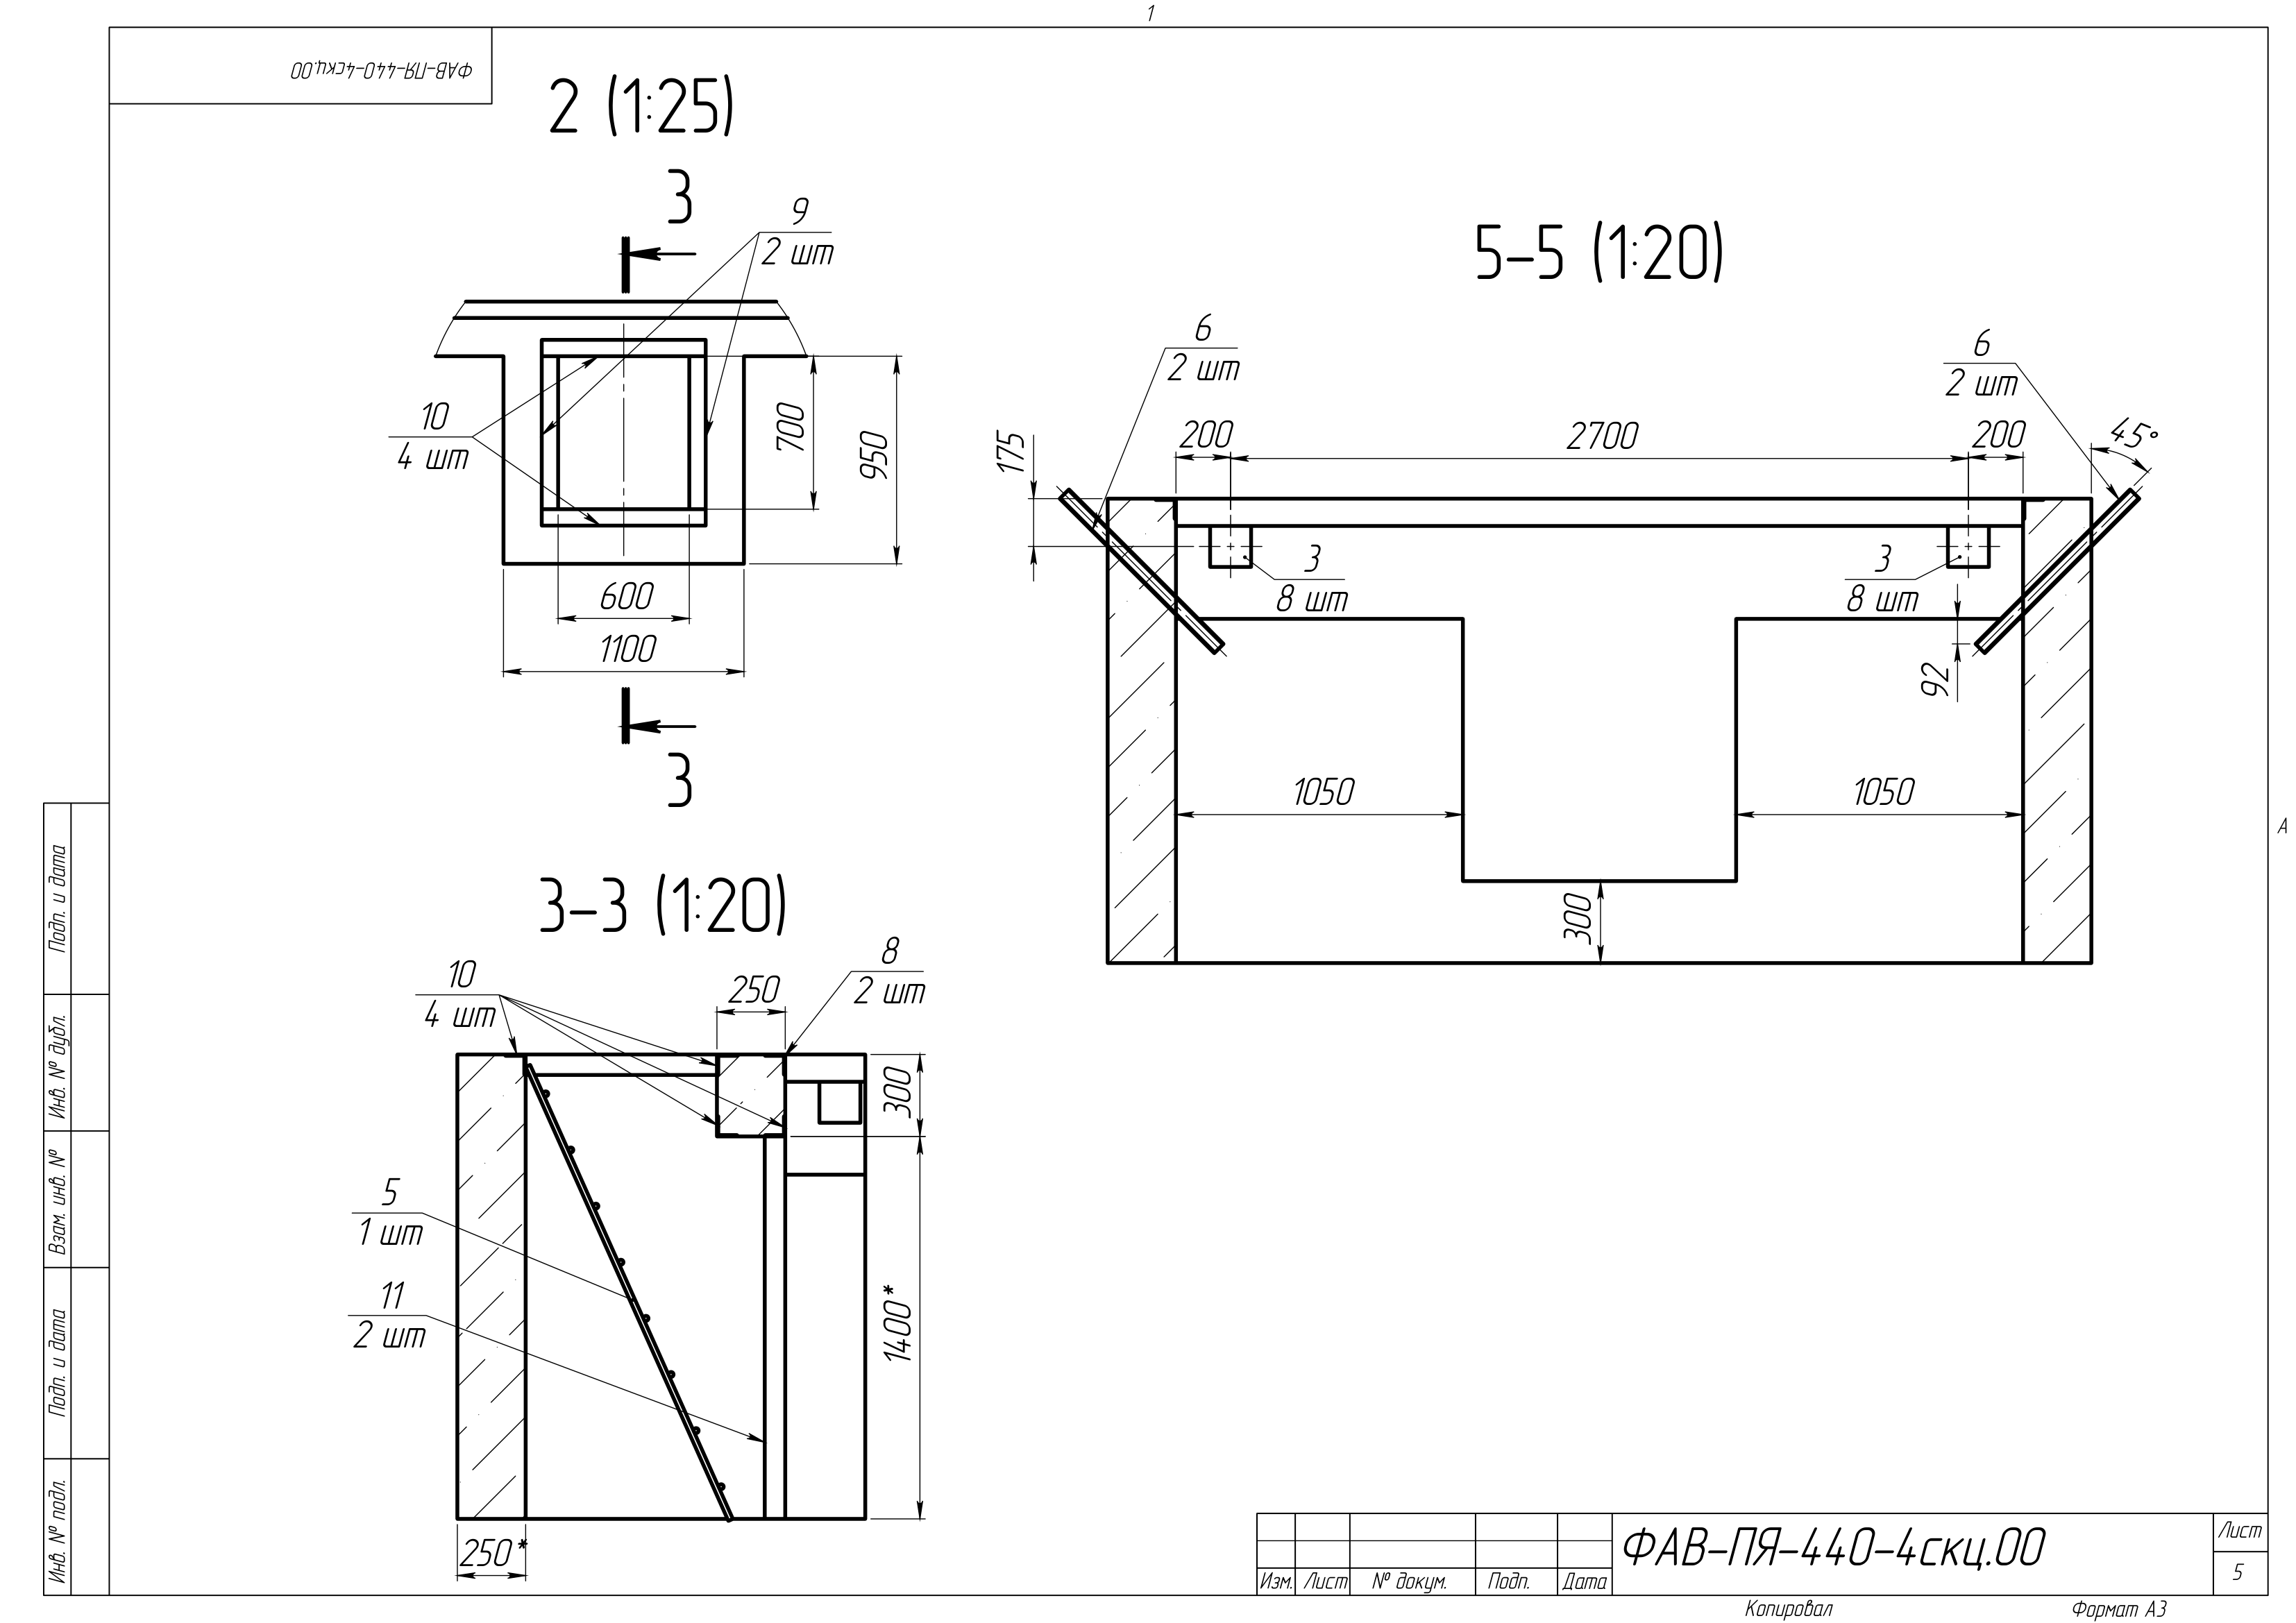 1
ФАВ-ПЯ-440-4скц.00
2 (1:25)
3
9
2 шт
10
4 шт
700
950
600
1100
3
5-5 (1:20)
6
2 шт
6
2 шт
175
200
2700
200
45°
3
8 шт
3
8 шт
92
1050
1050
300
А
3-3 (1:20)
10
4 шт
250
8
2 шт
300
5
1 шт
11
2 шт
1400*
250*
Подп. и дата
Инв. № дубл.
Взам. инв. №
Подп. и дата
Инв. № подл.
Изм. Лист № докум. Подп. Дата
ФАВ-ПЯ-440-4скц.00
Лист
5
Копировал
Формат А3